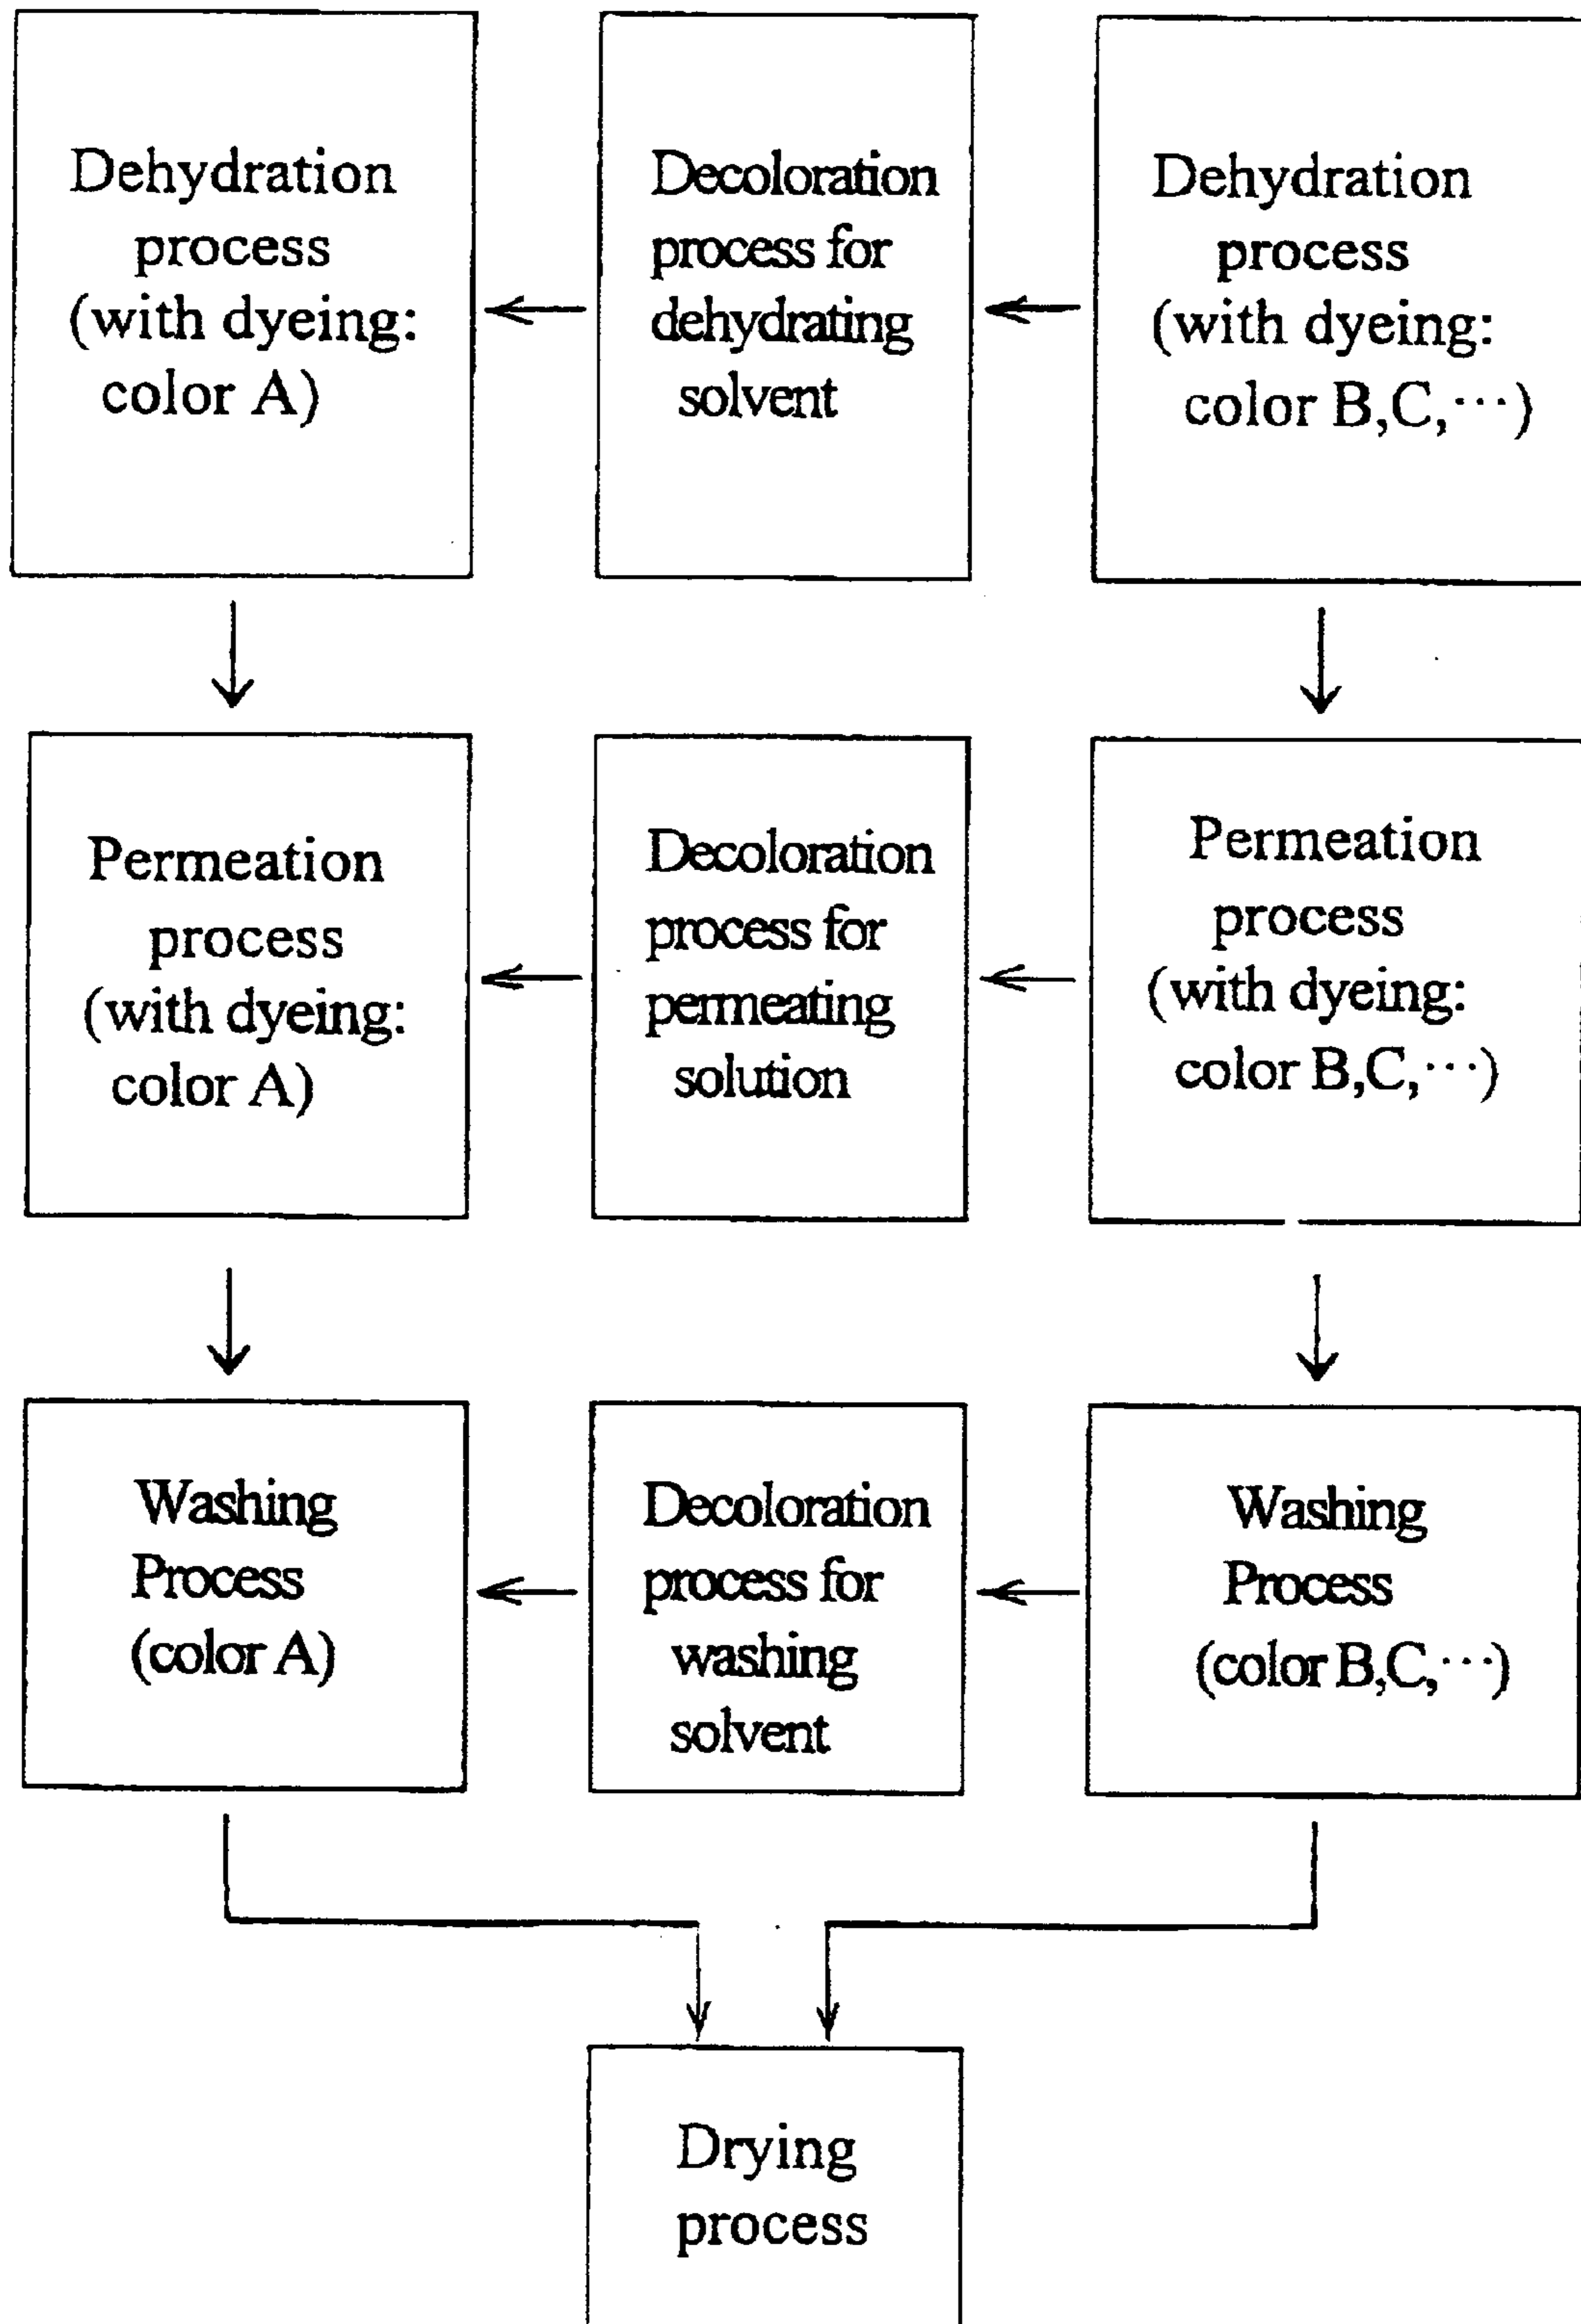 Dehydration
process
(with dyeing:
color A)
Decoloration
process for
dehydrating
solvent
Dehydration
process
(with dyeing:
color B,C,⋯)
Permeation
process
(with dyeing:
color A)
Decoloration
process for
permeating
solution
Permeation
process
(with dyeing:
color B,C,⋯)
Washing
Process
(color A)
Decoloration
process for
washing
solvent
Washing
Process
(color B,C,⋯)
Drying
process